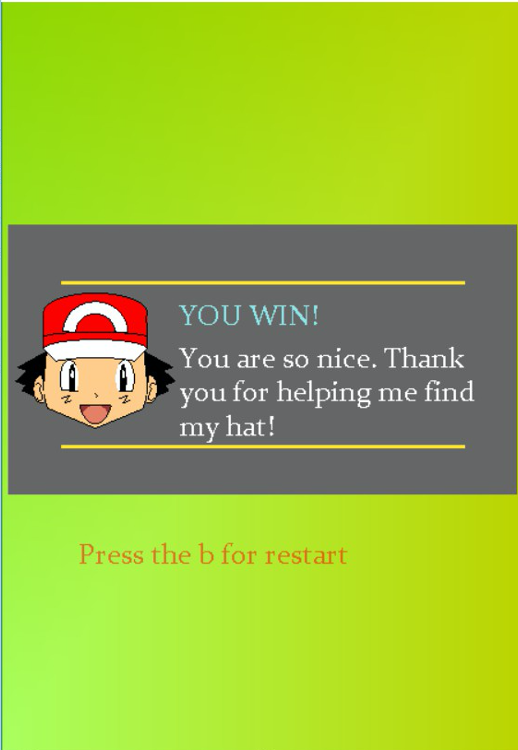 YOU WIN!
You are so nice. Thank
you for helping me find
my hat!
Press the b for restart